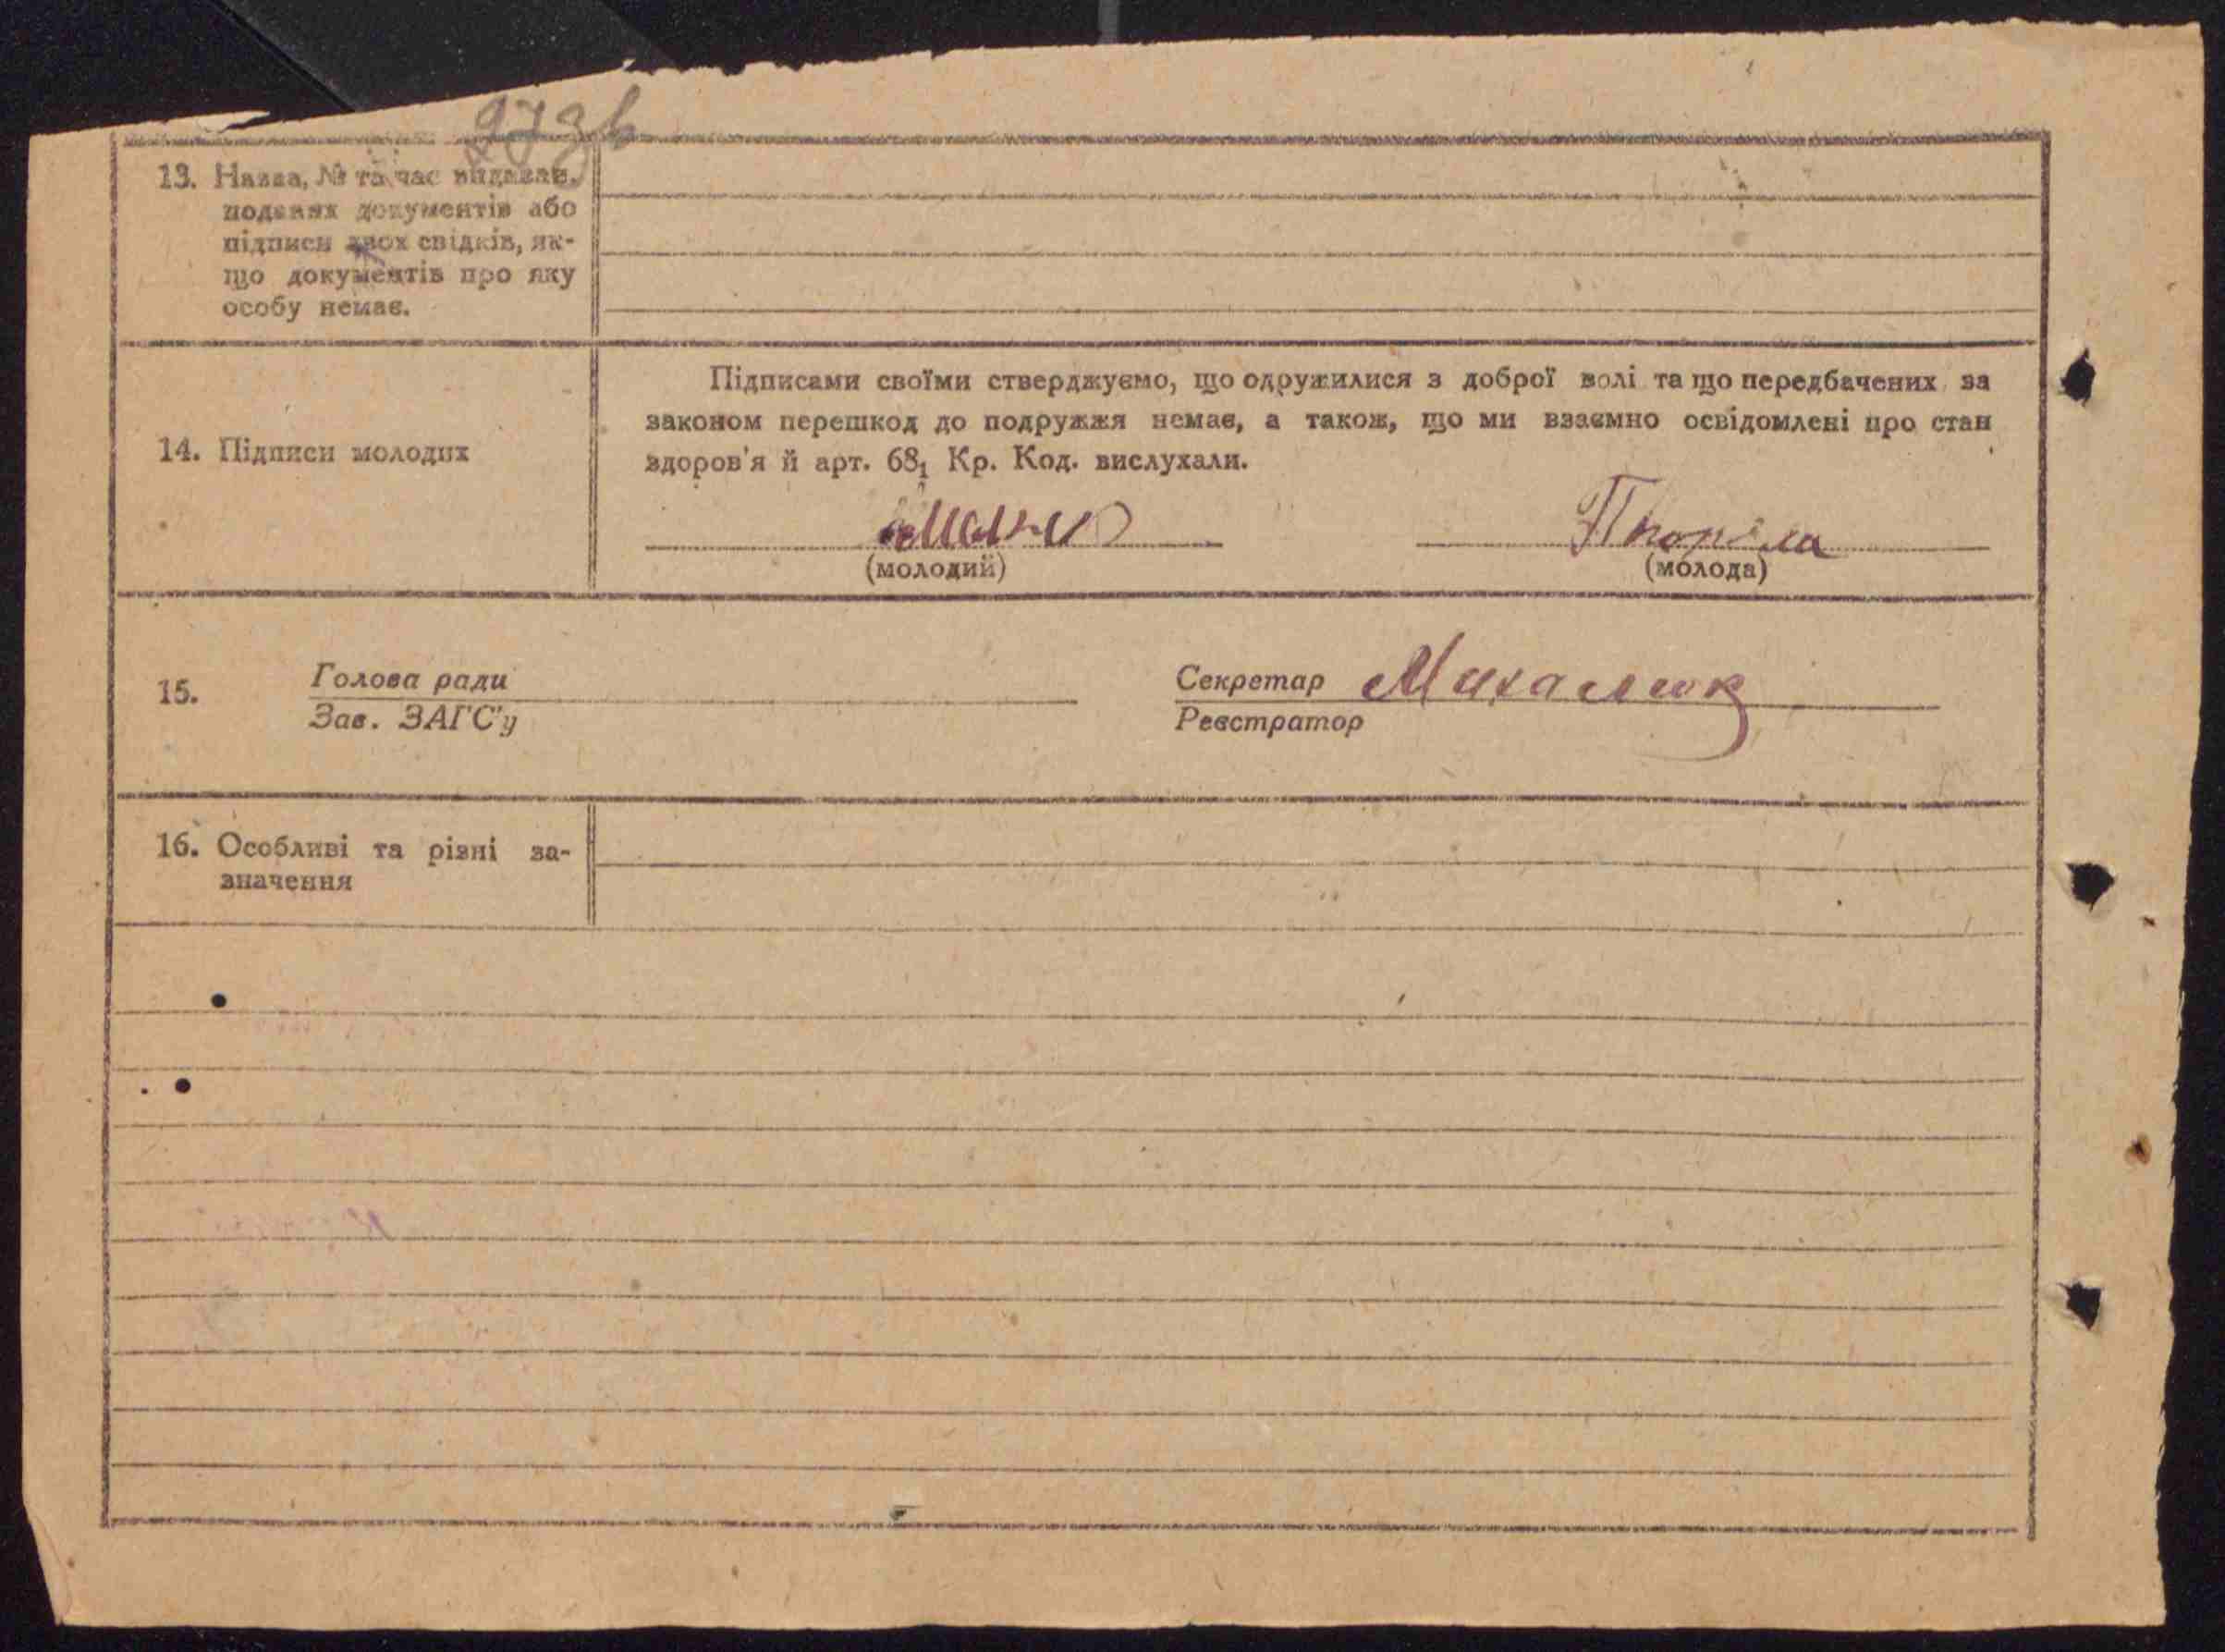 13. Назва, № та час видаван.
поданих документів або
підписи двох свідків, як-
що документів про яку
особу немає.
Підписами своїми стверджуємо, що одружилися з доброї волі та що передбачених за
законом перешкод до подружжя немає, а також, що ми взаємно освідомлені про стан
14. Підписи молодих
здоров'я й арт. 68₁ Кр. Код. вислухали.
(молодий)
(молода)
15.
Голова ради
Зав. ЗАГС'у
Секретар Михалюк
Реєстратор
16. Особливі та різні за-
значення